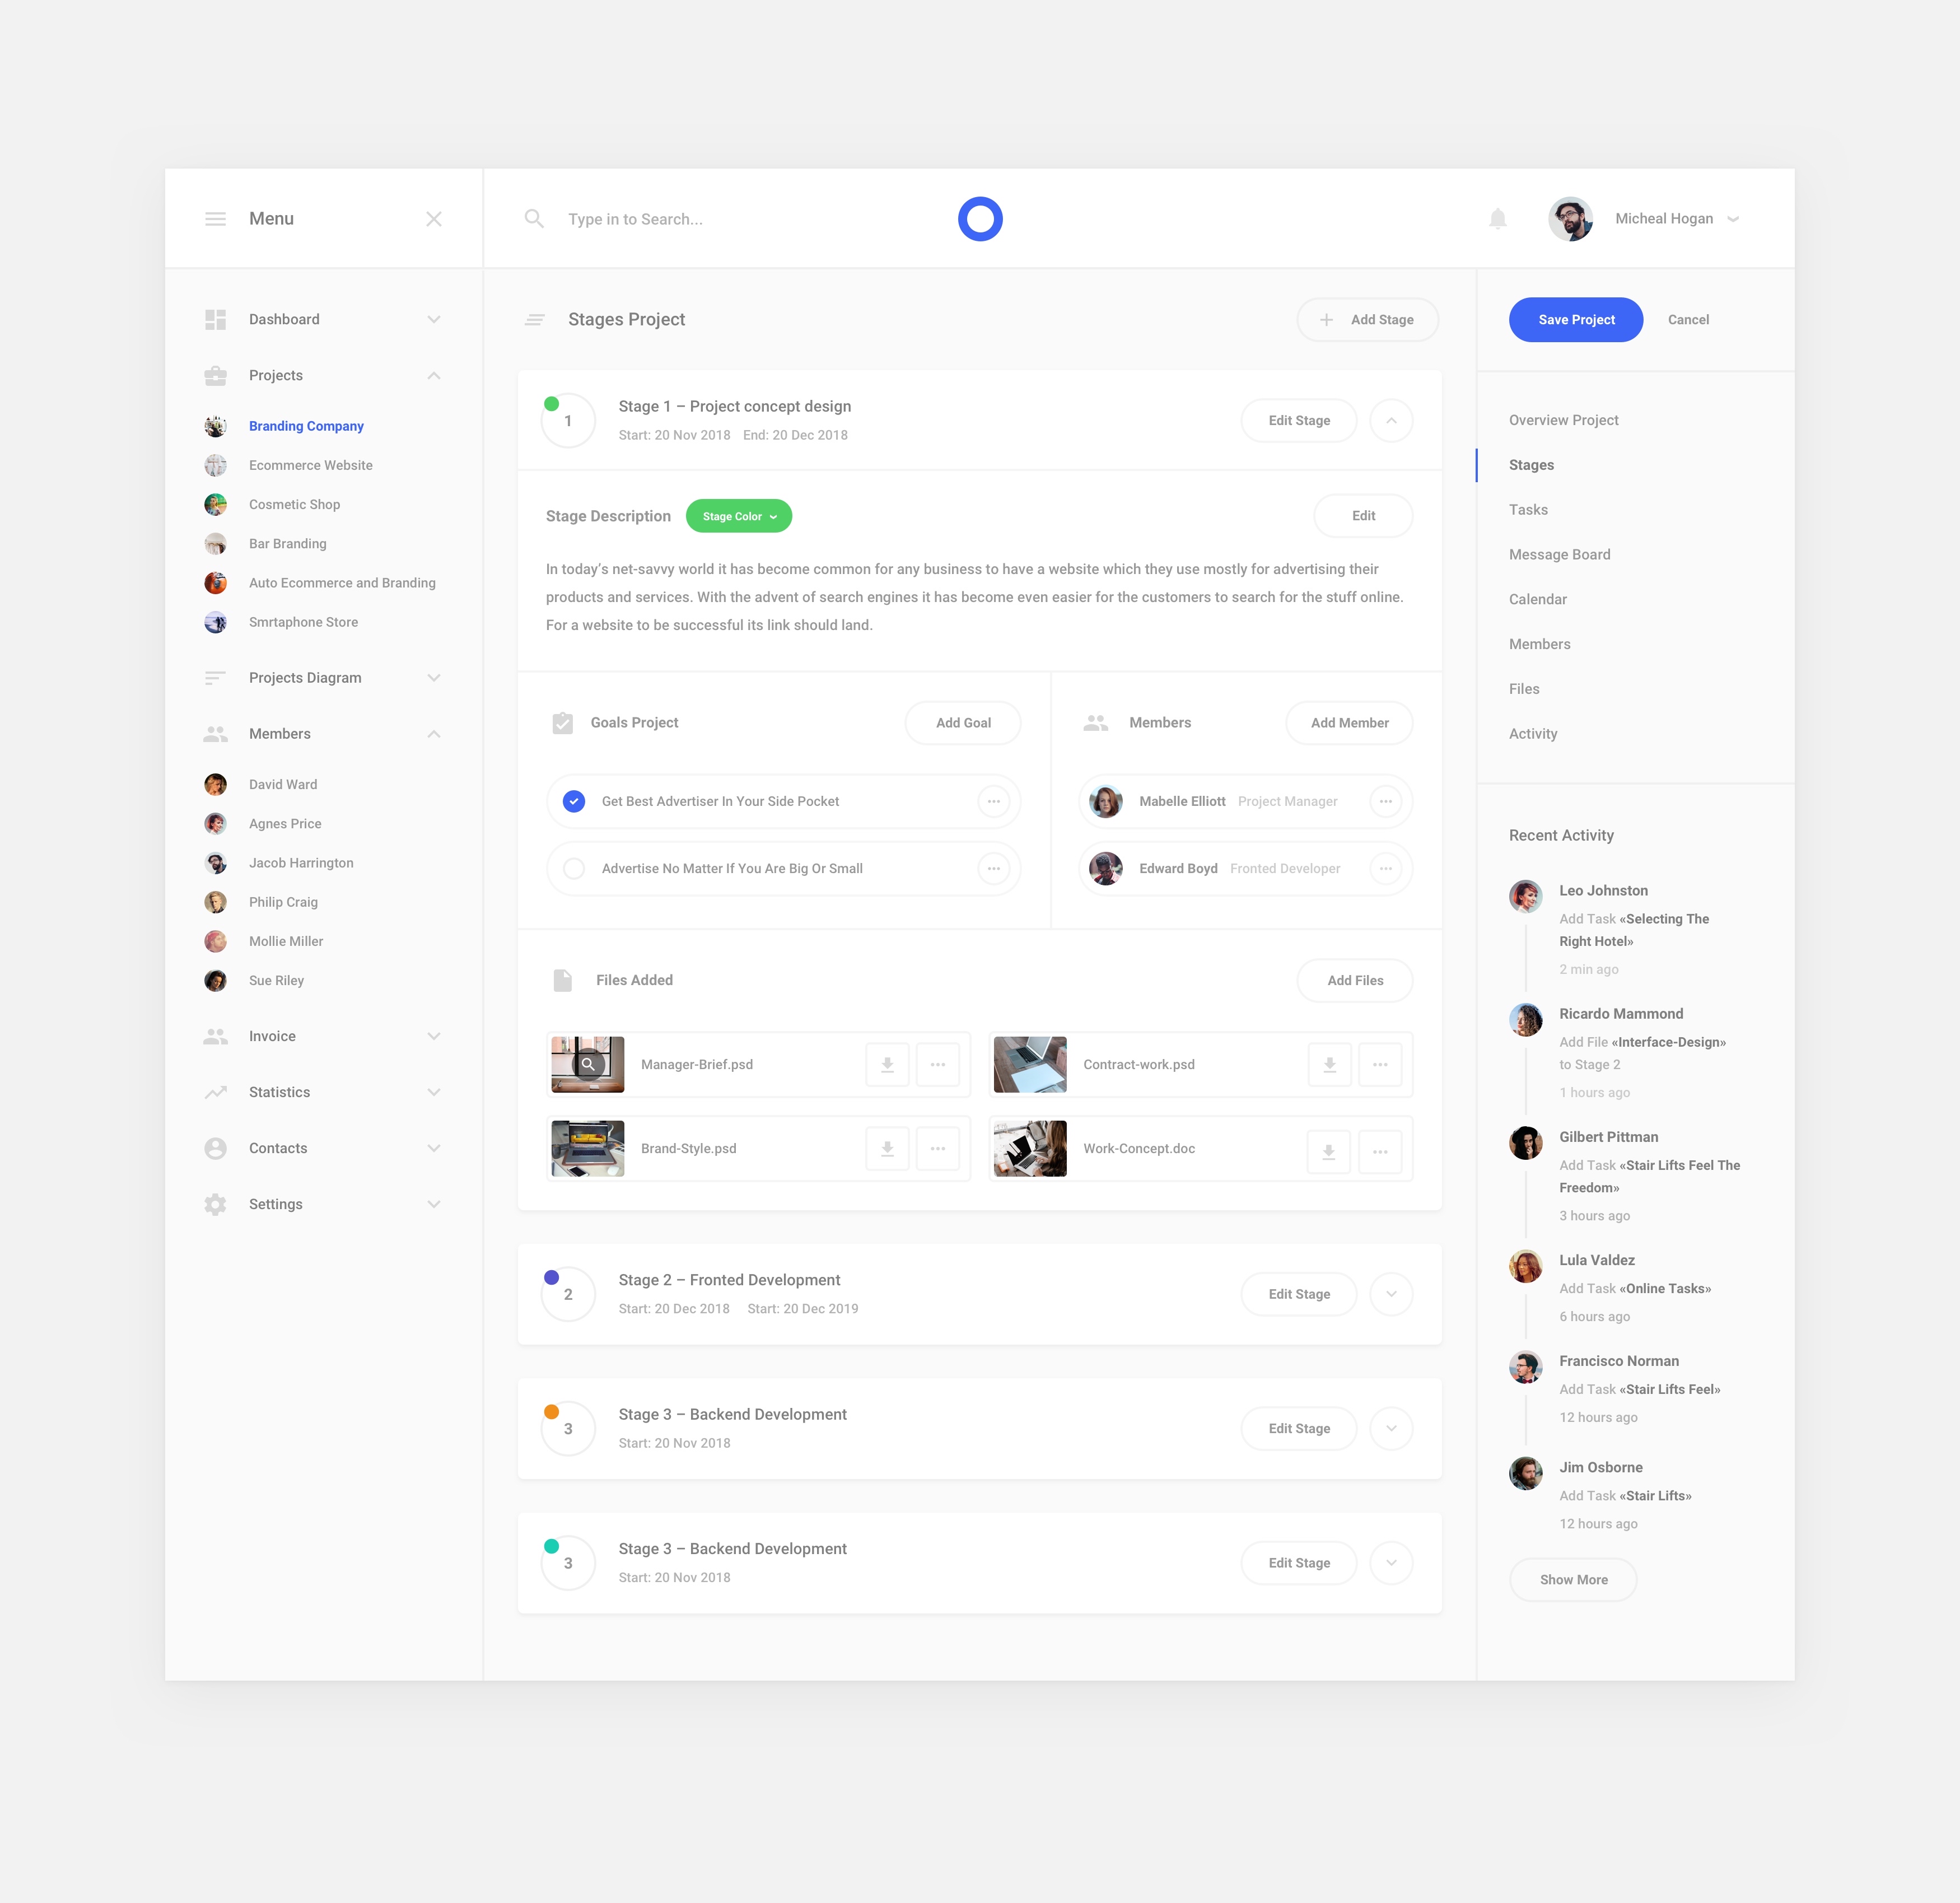 Menu
Type in to Search...
Micheal Hogan
Dashboard
Projects
Branding Company
Ecommerce Website
Cosmetic Shop
Bar Branding
Auto Ecommerce and Branding
Smrtaphone Store
Projects Diagram
Members
David Ward
Agnes Price
Jacob Harrington
Philip Craig
Mollie Miller
Sue Riley
Invoice
Statistics
Contacts
Settings
Stages Project
Add Stage
1
Stage 1 – Project concept design
Start: 20 Nov 2018 End: 20 Dec 2018
Edit Stage
Stage Description
Stage Color
Edit
In today’s net-savvy world it has become common for any business to have a website which they use mostly for advertising their
products and services. With the advent of search engines it has become even easier for the customers to search for the stuff online.
For a website to be successful its link should land.
Goals Project
Add Goal
Get Best Advertiser In Your Side Pocket
Advertise No Matter If You Are Big Or Small
Members
Add Member
Mabelle Elliott Project Manager
Edward Boyd Fronted Developer
Files Added
Add Files
Manager-Brief.psd
Contract-work.psd
Brand-Style.psd
Work-Concept.doc
2
Stage 2 – Fronted Development
Start: 20 Dec 2018 Start: 20 Dec 2019
Edit Stage
3
Stage 3 – Backend Development
Start: 20 Nov 2018
Edit Stage
3
Stage 3 – Backend Development
Start: 20 Nov 2018
Edit Stage
Save Project
Cancel
Overview Project
Stages
Tasks
Message Board
Calendar
Members
Files
Activity
Recent Activity
Leo Johnston
Add Task «Selecting The
Right Hotel»
2 min ago
Ricardo Mammond
Add File «Interface-Design»
to Stage 2
1 hours ago
Gilbert Pittman
Add Task «Stair Lifts Feel The
Freedom»
3 hours ago
Lula Valdez
Add Task «Online Tasks»
6 hours ago
Francisco Norman
Add Task «Stair Lifts Feel»
12 hours ago
Jim Osborne
Add Task «Stair Lifts»
12 hours ago
Show More